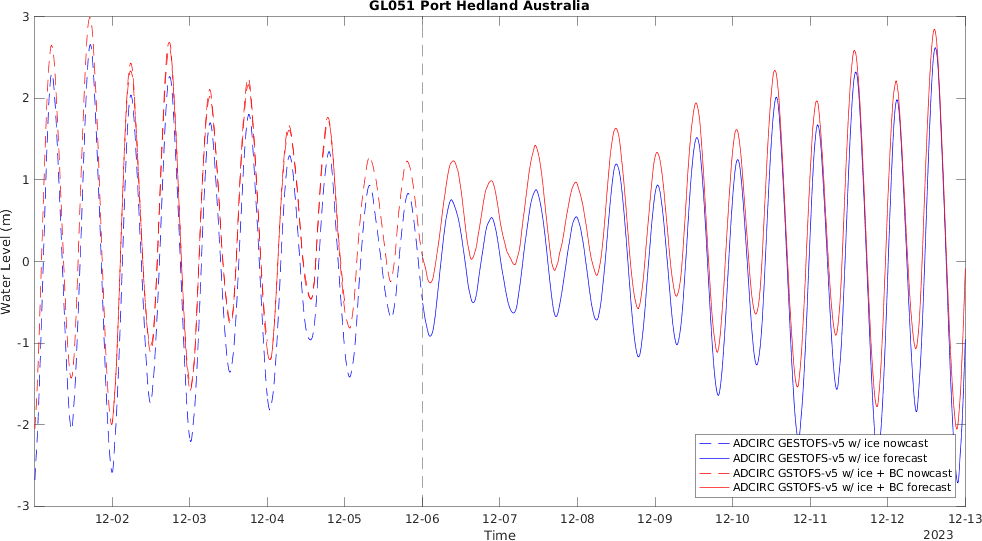 GL051 Port Hedland Australia
Water Level (m)
3
2
1
0
-1
-2
-3
ADCIRC GESTOFS-v5 w/ ice nowcast
ADCIRC GESTOFS-v5 w/ ice forecast
ADCIRC GSTOFS-v5 w/ ice + BC nowcast
ADCIRC GSTOFS-v5 w/ ice + BC forecast
12-02 12-03 12-04 12-05 12-06 12-07 12-08 12-09 12-10 12-11 12-12 12-13
Time
2023